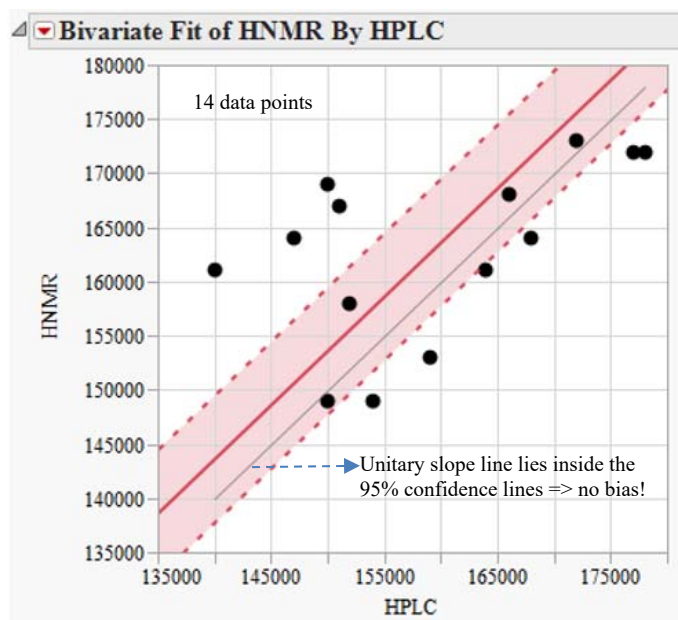 Bivariate Fit of HNMR By HPLC
180000
14 data points
175000
170000
165000
160000
HNMR
155000
150000
145000
Unitary slope line lies inside the
95% confidence lines => no bias!
140000
135000
135000 145000 155000 165000 175000
HPLC